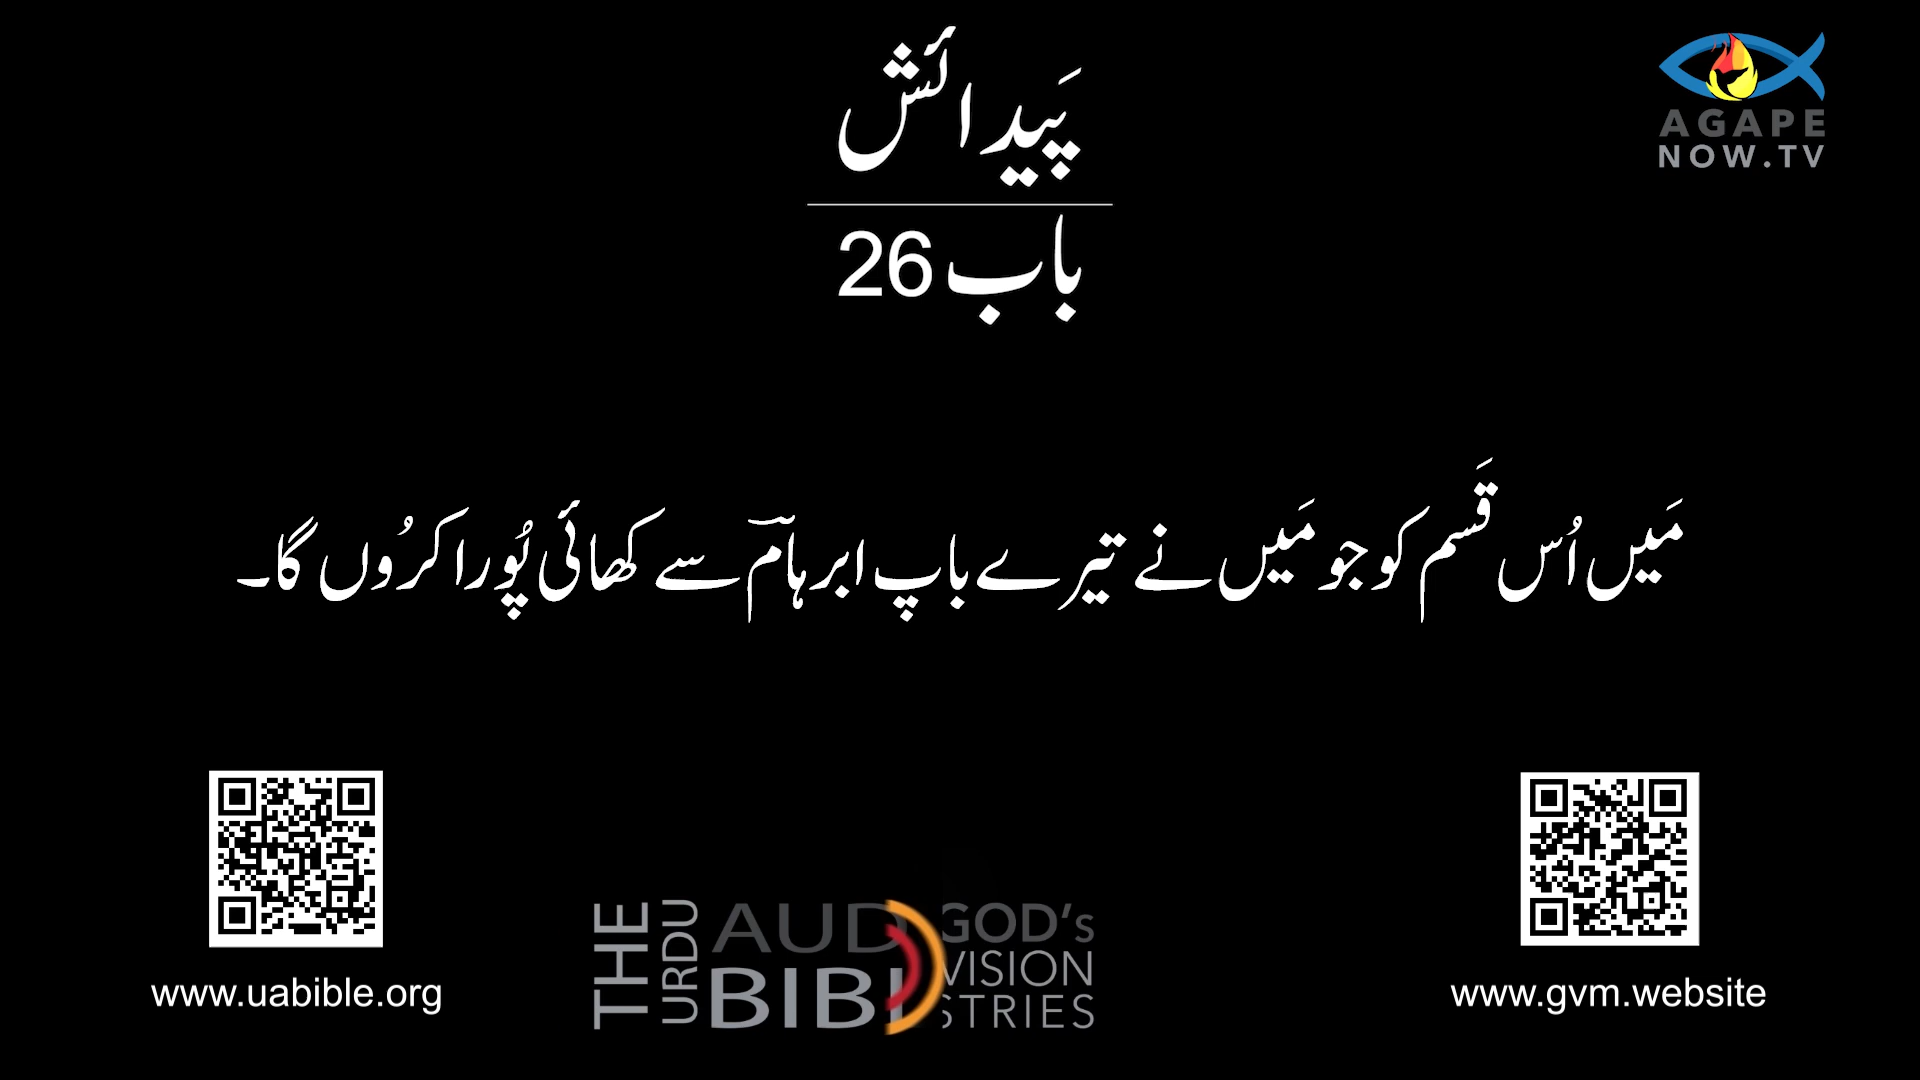 پَیدائش
AGAPE
NOW.TV
باب 26
مَیں اُس قَسم کو جو مَیں نے تیرے باپ ابرہامؔ سے کھائی پُورا کرُوں گا۔
THE
URDU
AUD
BIBL
GOD's
VISION
STRIES
www.uabible.org
www.gvm.website